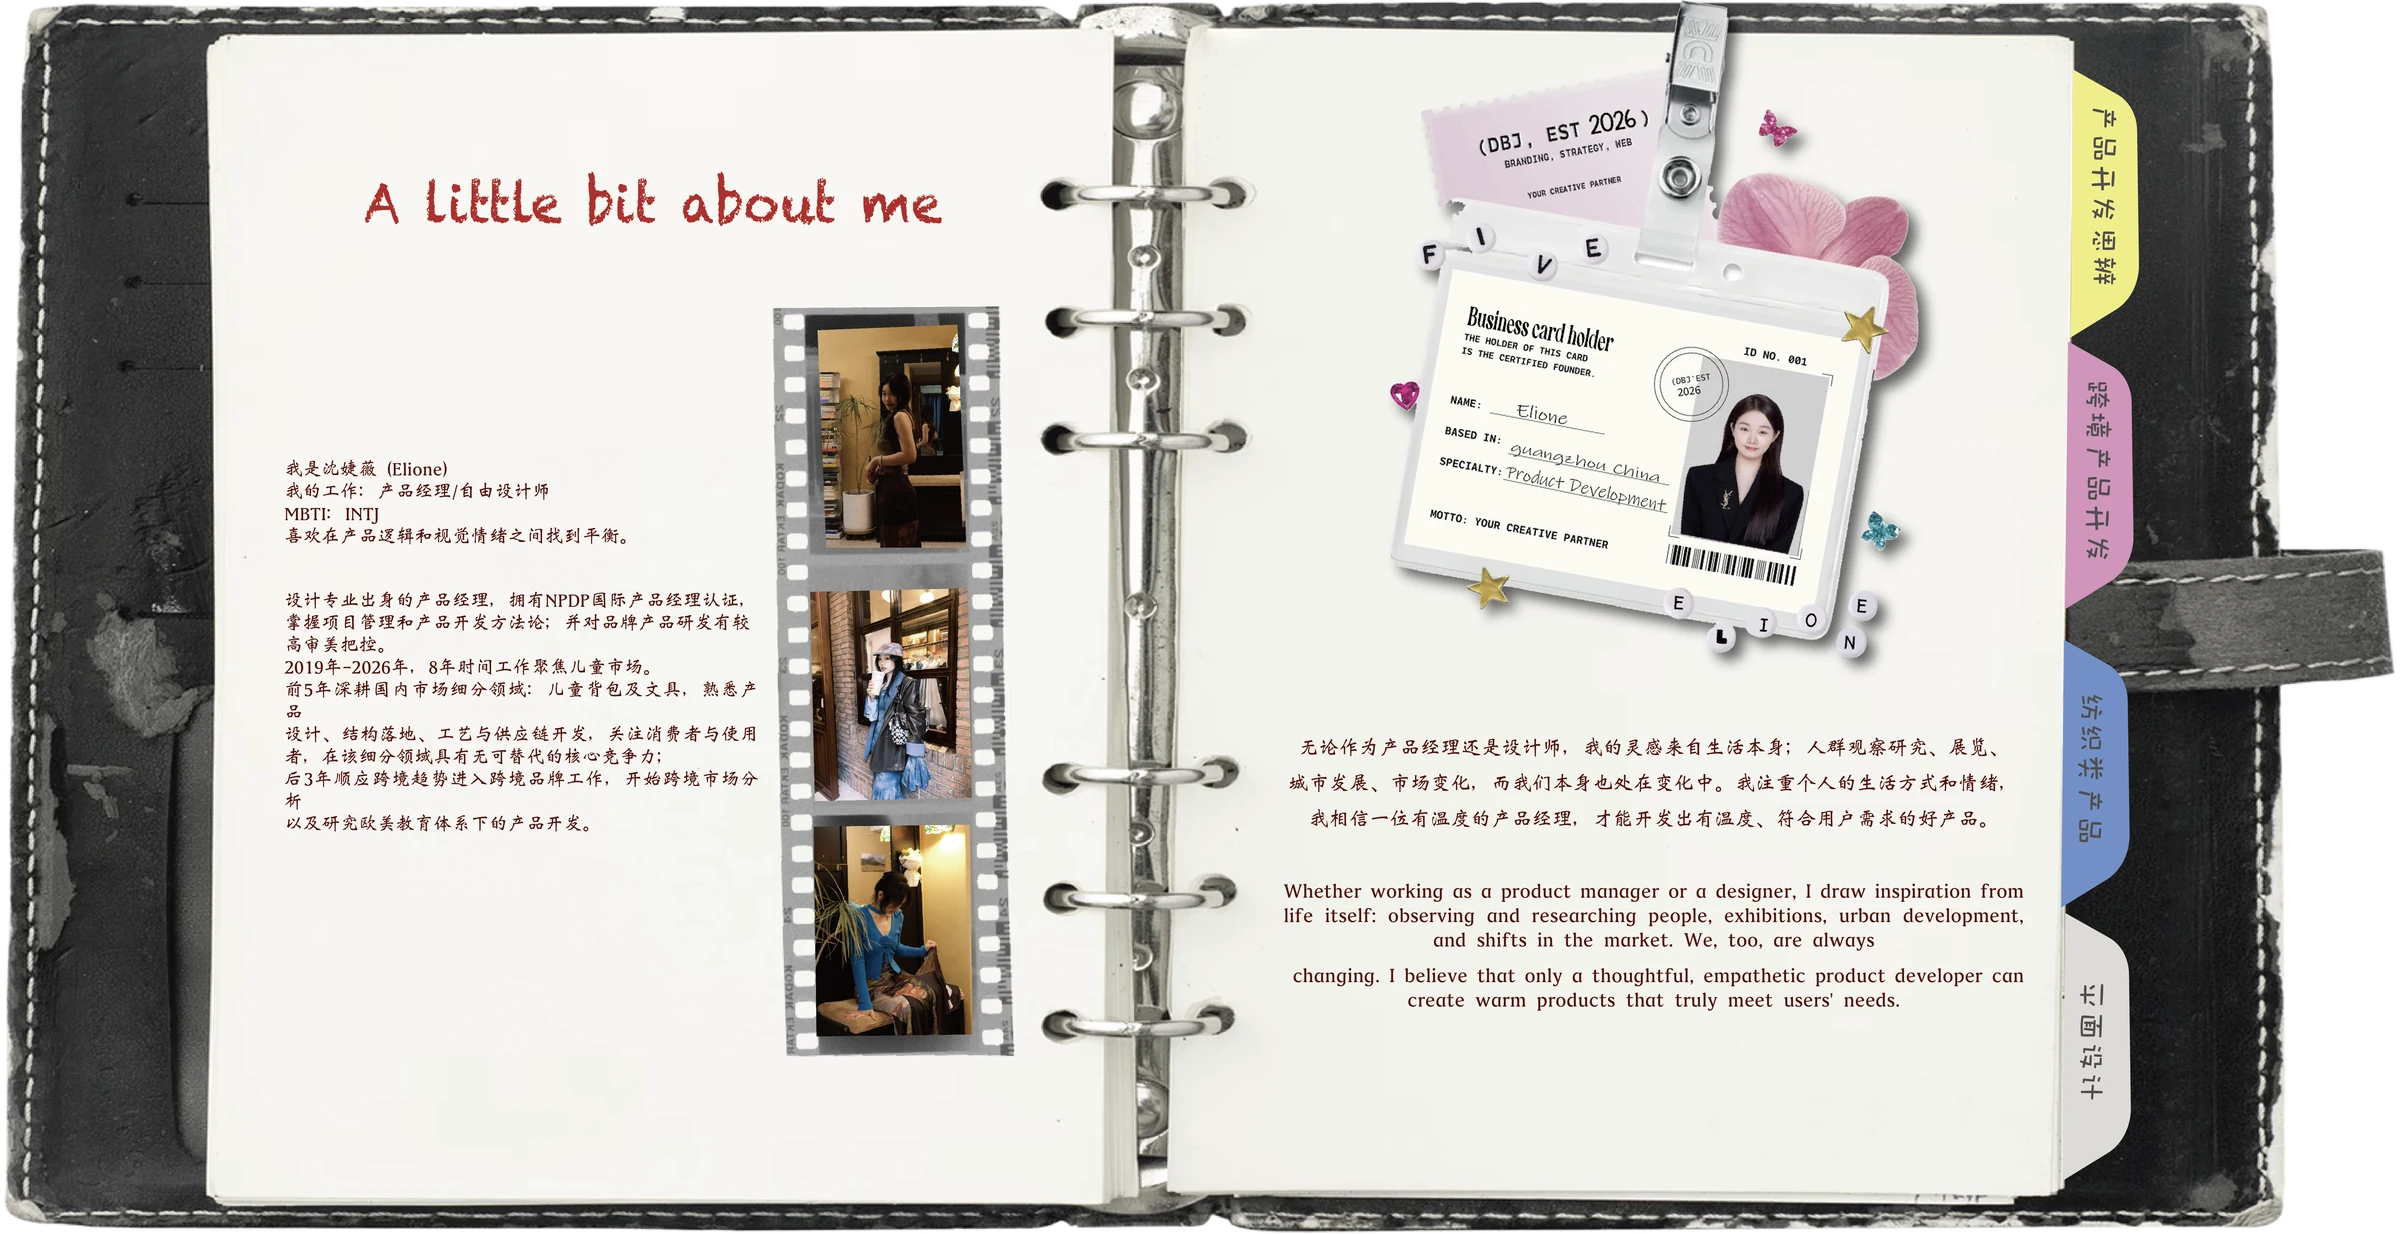 A little bit about me
我是沈婕薇（Elione）
我的工作：产品经理/自由设计师
MBTI：INTJ
喜欢在产品逻辑和视觉情绪之间找到平衡。
设计专业出身的产品经理，拥有NPDP国际产品经理认证，
掌握项目管理和产品开发方法论；并对品牌产品研发有较
高审美把控。
2019年-2026年，8年时间工作聚焦儿童市场。
前5年深耕国内市场细分领域：儿童背包及文具，熟悉产
品
设计、结构落地、工艺与供应链开发，关注消费者与使用
者，在该细分领域具有无可替代的核心竞争力；
后3年顺应跨境趋势进入跨境品牌工作，开始跨境市场分
析
以及研究欧美教育体系下的产品开发。
(DBJ, EST 2026)
BRANDING, STRATEGY, WEB
YOUR CREATIVE PARTNER
FIVE
Business card holder
THE HOLDER OF THIS CARD
IS THE CERTIFIED FOUNDER.
ID NO. 001
(DBJ'EST
2026
NAME: Elione
BASED IN: guangzhou China
SPECIALTY: Product Development
MOTTO: YOUR CREATIVE PARTNER
ELIONE
无论作为产品经理还是设计师，我的灵感来自生活本身；人群观察研究、展览、
城市发展、市场变化，而我们本身也处在变化中。我注重个人的生活方式和情绪，
我相信一位有温度的产品经理，才能开发出有温度、符合用户需求的好产品。
Whether working as a product manager or a designer, I draw inspiration from
life itself: observing and researching people, exhibitions, urban development,
and shifts in the market. We, too, are always
changing. I believe that only a thoughtful, empathetic product developer can
create warm products that truly meet users' needs.
产品开发思辨
跨境产品开发
纺织类产品
平面设计